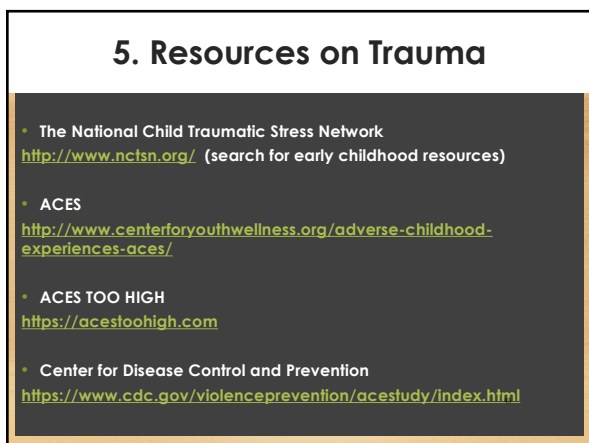 5. Resources on Trauma
• The National Child Traumatic Stress Network
http://www.nctsn.org/ (search for early childhood resources)
• ACES
http://www.centerforyouthwellness.org/adverse-childhood-
experiences-aces/
• ACES TOO HIGH
https://acestoohigh.com
• Center for Disease Control and Prevention
https://www.cdc.gov/violenceprevention/acestudy/index.html